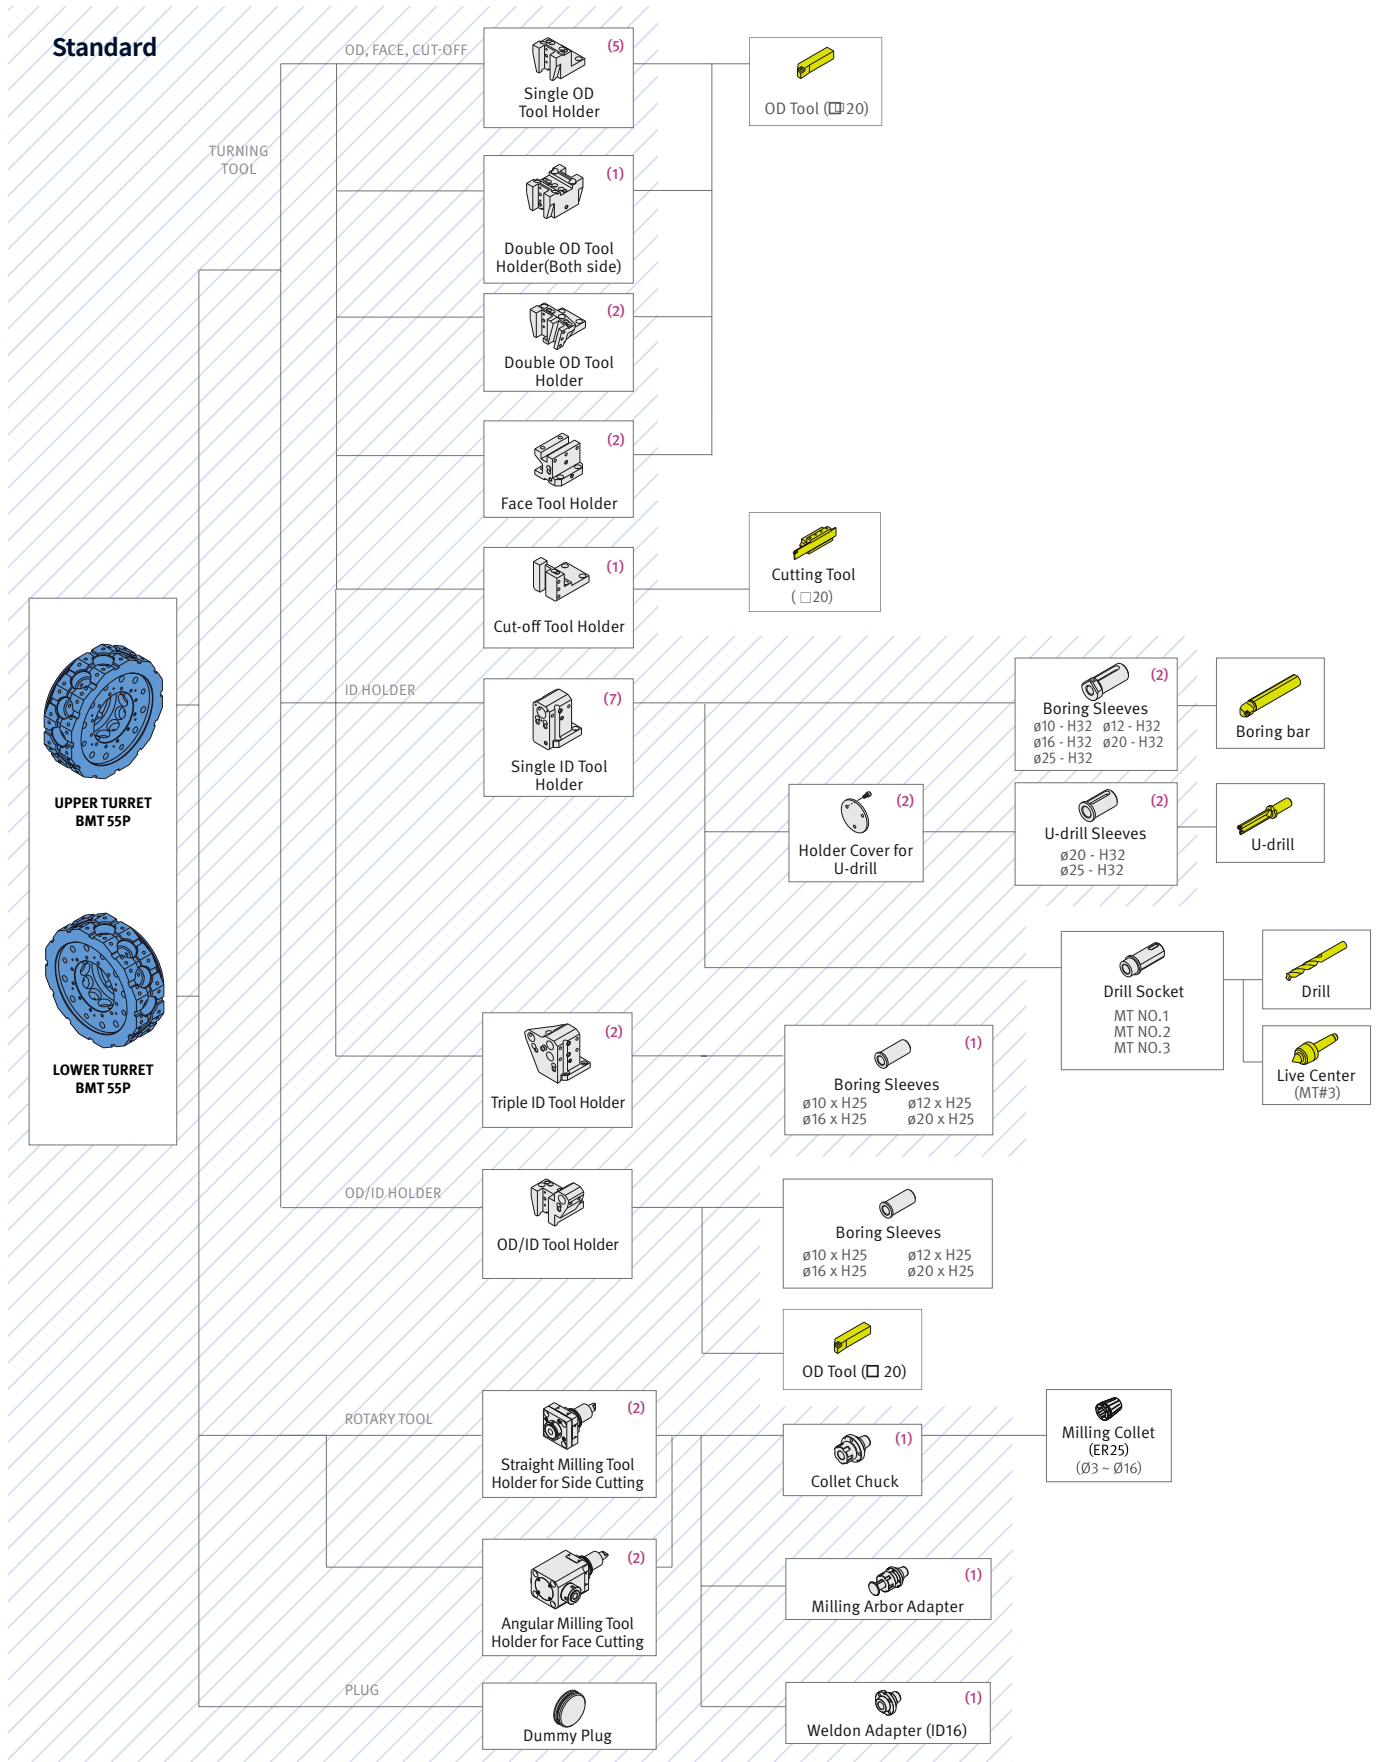 Standard
OD, FACE, CUT-OFF
(5)
Single OD
Tool Holder
OD Tool (□ 20)
TURNING
TOOL
(1)
Double OD Tool
Holder(Both side)
(2)
Double OD Tool
Holder
(2)
Face Tool Holder
(1)
Cut-off Tool Holder
Cutting Tool
( □20)
UPPER TURRET
BMT 55P
LOWER TURRET
BMT 55P
ID HOLDER
(7)
Single ID Tool
Holder
(2)
Boring Sleeves
ø10 - H32 ø12 - H32
ø16 - H32 ø20 - H32
ø25 - H32
Boring bar
(2)
Holder Cover for
U-drill
(2)
U-drill Sleeves
ø20 - H32
ø25 - H32
U-drill
Drill Socket
MT NO.1
MT NO.2
MT NO.3
Drill
Live Center
(MT#3)
(2)
Triple ID Tool Holder
(1)
Boring Sleeves
ø10 x H25 ø12 x H25
ø16 x H25 ø20 x H25
OD/ID HOLDER
OD/ID Tool Holder
Boring Sleeves
ø10 x H25 ø12 x H25
ø16 x H25 ø20 x H25
OD Tool (□ 20)
ROTARY TOOL
(2)
Straight Milling Tool
Holder for Side Cutting
(1)
Collet Chuck
Milling Collet
(ER25)
(Ø3 ~ Ø16)
(2)
Angular Milling Tool
Holder for Face Cutting
(1)
Milling Arbor Adapter
PLUG
Dummy Plug
(1)
Weldon Adapter (ID16)